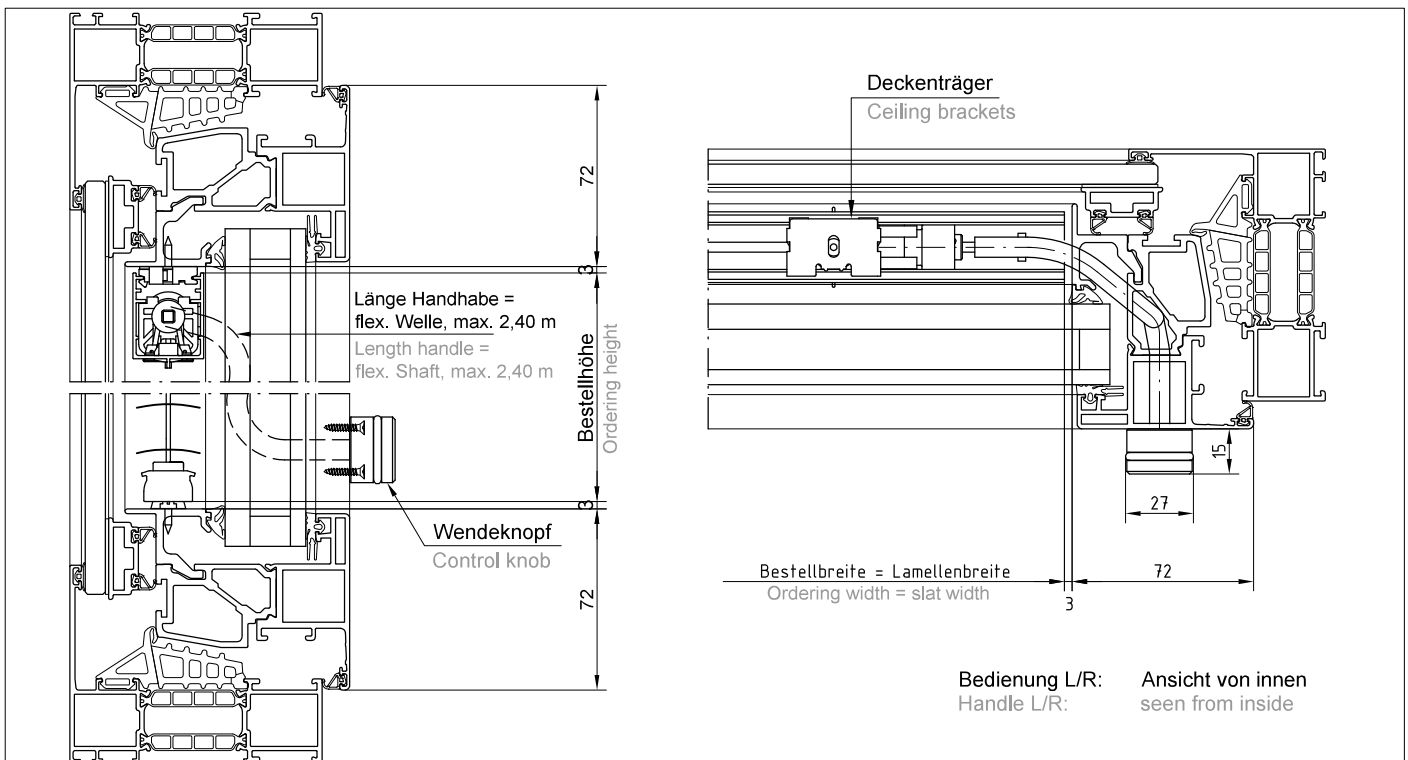 72
3
Länge Handhabe =
flex. Welle, max. 2,40 m
Length handle =
flex. Shaft, max. 2,40 m
Bestellhöhe
Ordering height
3
Wendeknopf
Control knob
72
Deckenträger
Ceiling brackets
15
27
Bestellbreite = Lamellenbreite
Ordering width = slat width
3
72
Bedienung L/R: Ansicht von innen
Handle L/R: seen from inside